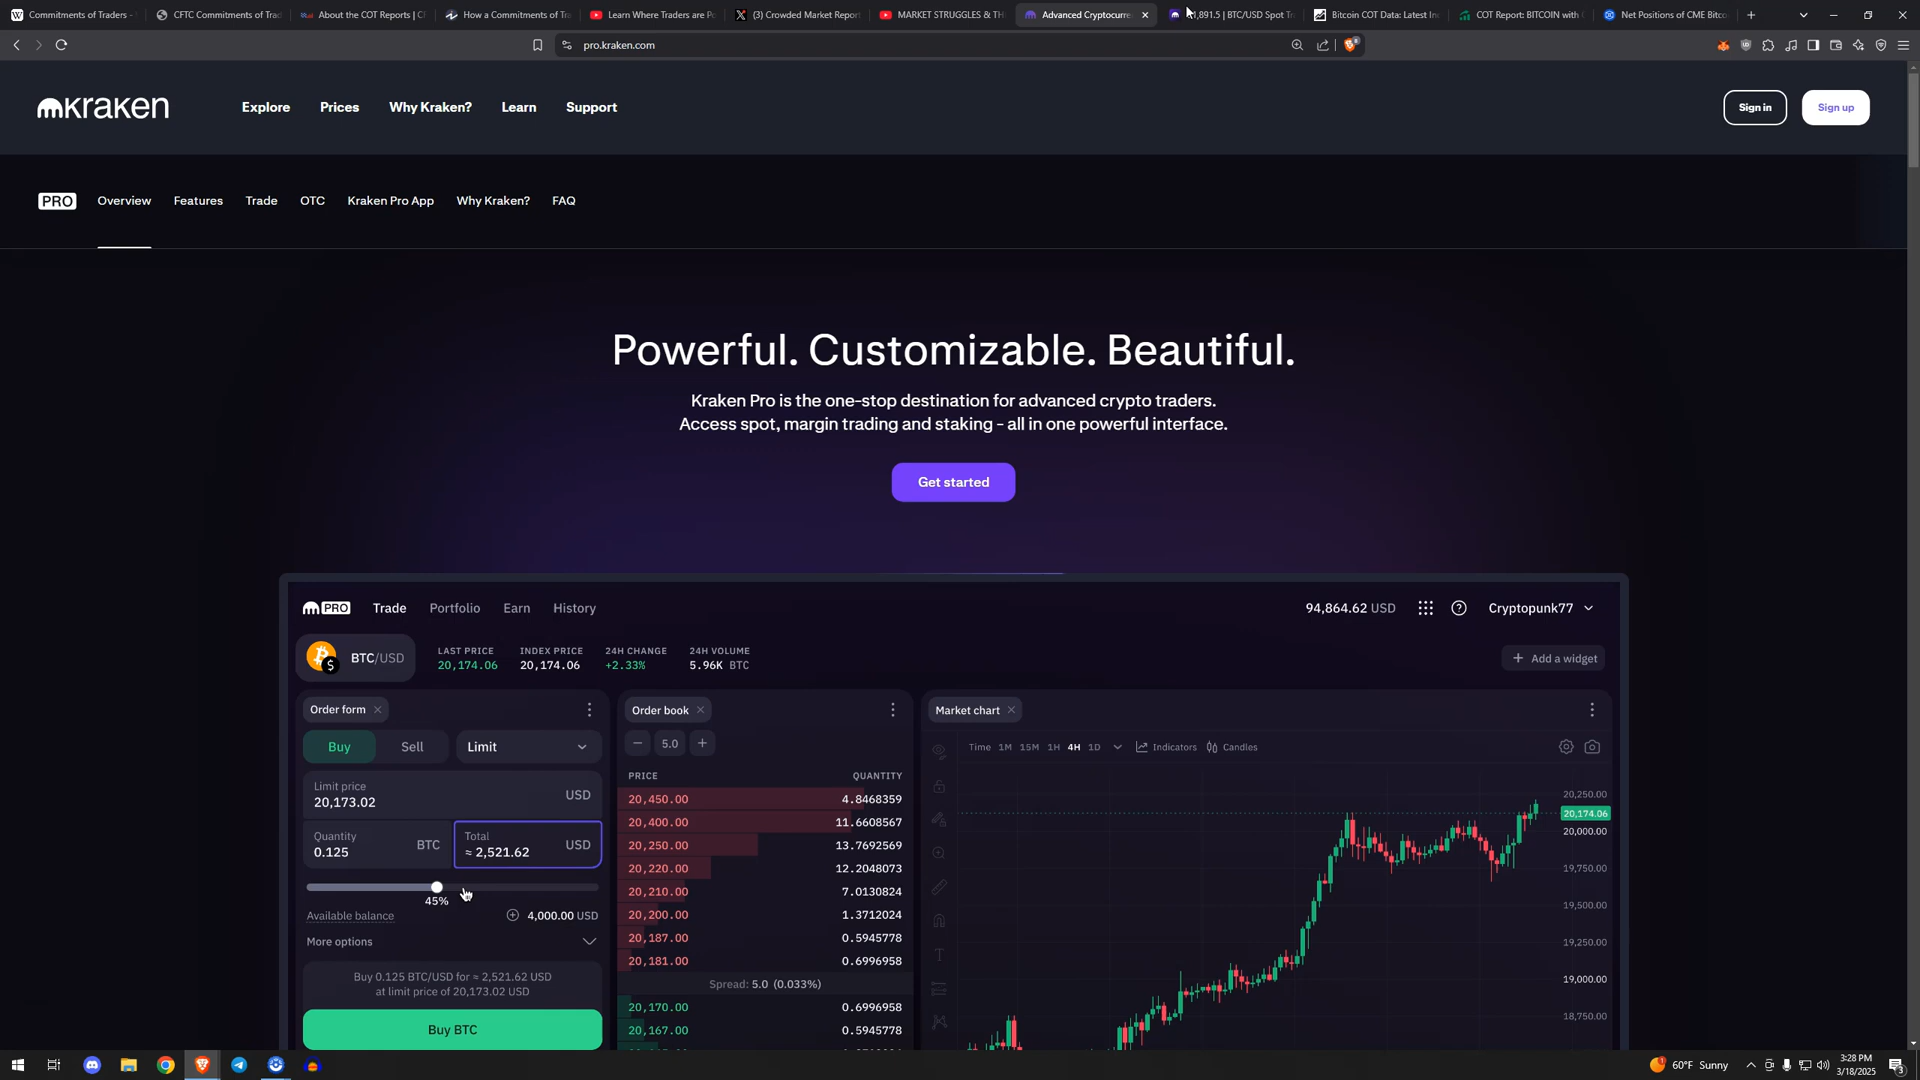 Commitments of Traders -
CFTC Commitments of Trad
About the COT Reports | CF
How a Commitments of Tra
Learn Where Traders are Po
(3) Crowded Market Report
MARKET STRUGGLES & TH
Advanced Cryptocurre
1,891.5 | BTC/USD Spot Tr
Bitcoin COT Data: Latest In
COT Report: BITCOIN with
Net Positions of CME Bitco
pro.kraken.com
mkraken
Explore
Prices
Why Kraken?
Learn
Support
Sign in
Sign up
PRO
Overview
Features
Trade
OTC
Kraken Pro App
Why Kraken?
FAQ
Powerful. Customizable. Beautiful.
Kraken Pro is the one-stop destination for advanced crypto traders.
Access spot, margin trading and staking - all in one powerful interface.
Get started
PRO
Trade
Portfolio
Earn
History
94,864.62 USD
Cryptopunk77
BTC/USD
LAST PRICE
20,174.06
INDEX PRICE
20,174.06
24H CHANGE
+2.33%
24H VOLUME
5.96K BTC
+ Add a widget
Order form
Buy
Sell
Limit
Limit price
20,173.02
USD
Quantity
0.125
BTC
Total
≈ 2,521.62
USD
45%
Available balance
4,000.00 USD
More options
Buy 0.125 BTC/USD for ≈ 2,521.62 USD
at limit price of 20,173.02 USD
Buy BTC
Order book
5.0
PRICE QUANTITY
20,450.00 4.8468359
20,400.00 11.6608567
20,250.00 13.7692569
20,220.00 12.2048073
20,210.00 7.0130824
20,200.00 1.3712024
20,187.00 0.5945778
20,181.00 0.6996958
Spread: 5.0 (0.033%)
20,170.00 0.6996958
20,167.00 0.5945778
Market chart
Time 1M 15M 1H 4H 1D
Indicators
Candles
20,250.00
20,174.06
20,000.00
19,750.00
19,500.00
19,250.00
19,000.00
18,750.00
60°F Sunny
3:28 PM
3/18/2025